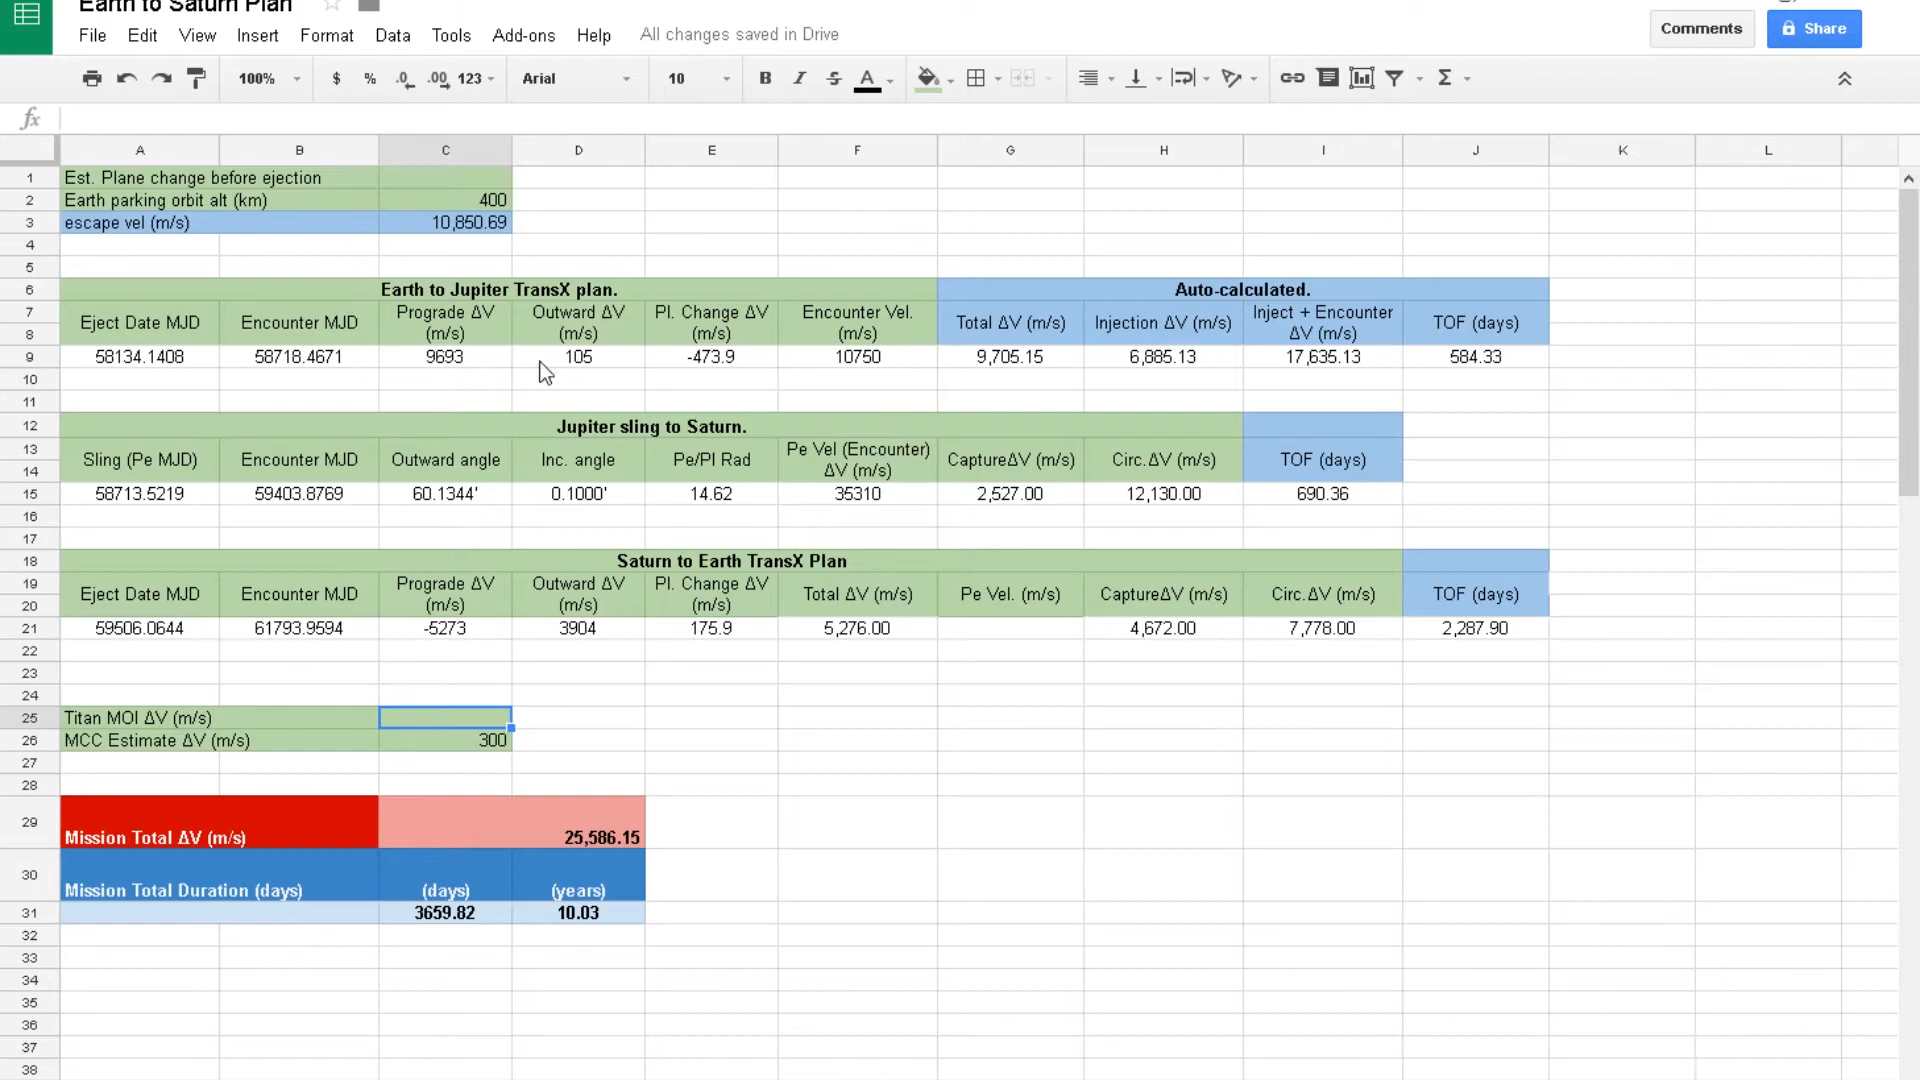 Earth to Saturn Plan
File Edit View Insert Format Data Tools Add-ons Help All changes saved in Drive
Comments Share
100% $ % .0 .00 123 Arial 10 B I S A Σ
fx
A B C D E F G H I J K L
1 Est. Plane change before ejection
2 Earth parking orbit alt (km) 400
3 escape vel (m/s) 10,850.69
4
5
6 Earth to Jupiter TransX plan. Auto-calculated.
7 Prograde ΔV Outward ΔV Pl. Change ΔV Encounter Vel. Inject + Encounter
Eject Date MJD Encounter MJD Total ΔV (m/s) Injection ΔV (m/s) TOF (days)
8 (m/s) (m/s) (m/s) (m/s) ΔV (m/s)
9 58134.1408 58718.4671 9693 105 -473.9 10750 9,705.15 6,885.13 17,635.13 584.33
10
11
12 Jupiter sling to Saturn.
13 Pe Vel (Encounter)
Sling (Pe MJD) Encounter MJD Outward angle Inc. angle Pe/Pl Rad CaptureΔV (m/s) Circ.ΔV (m/s) TOF (days)
14 ΔV (m/s)
15 58713.5219 59403.8769 60.1344' 0.1000' 14.62 35310 2,527.00 12,130.00 690.36
16
17
18 Saturn to Earth TransX Plan
19 Prograde ΔV Outward ΔV Pl. Change ΔV
Eject Date MJD Encounter MJD Total ΔV (m/s) Pe Vel. (m/s) CaptureΔV (m/s) Circ.ΔV (m/s) TOF (days)
20 (m/s) (m/s) (m/s)
21 59506.0644 61793.9594 -5273 3904 175.9 5,276.00 4,672.00 7,778.00 2,287.90
22
23
24
25 Titan MOI ΔV (m/s)
26 MCC Estimate ΔV (m/s) 300
27
28
29 Mission Total ΔV (m/s) 25,586.15
30 Mission Total Duration (days) (days) (years)
31 3659.82 10.03
32
33
34
35
36
37
38